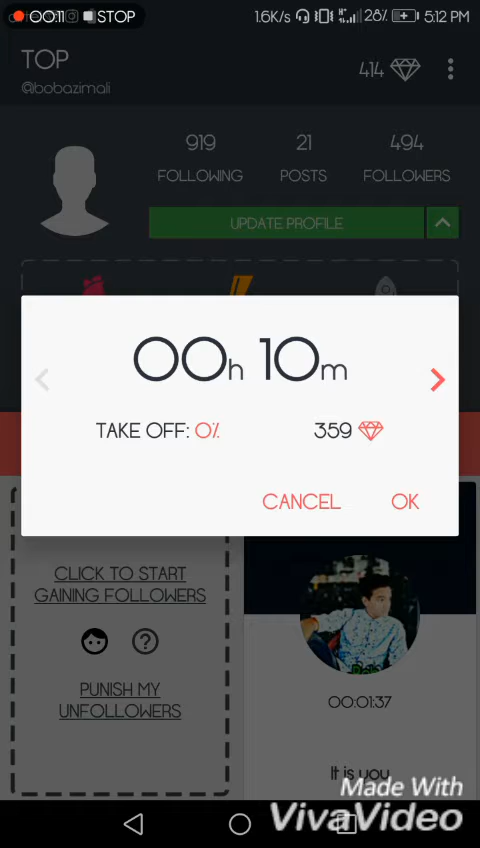 00:11 STOP
1.6K/s 28% 5:12 PM
TOP
@bobazimali
414
919 21 494
FOLLOWING POSTS FOLLOWERS
UPDATE PROFILE
00h 10m
TAKE OFF: 0% 359
CANCEL OK
CLICK TO START
GAINING FOLLOWERS
PUNISH MY
UNFOLLOWERS
00:01:37
It is you
Made With
VivaVideo